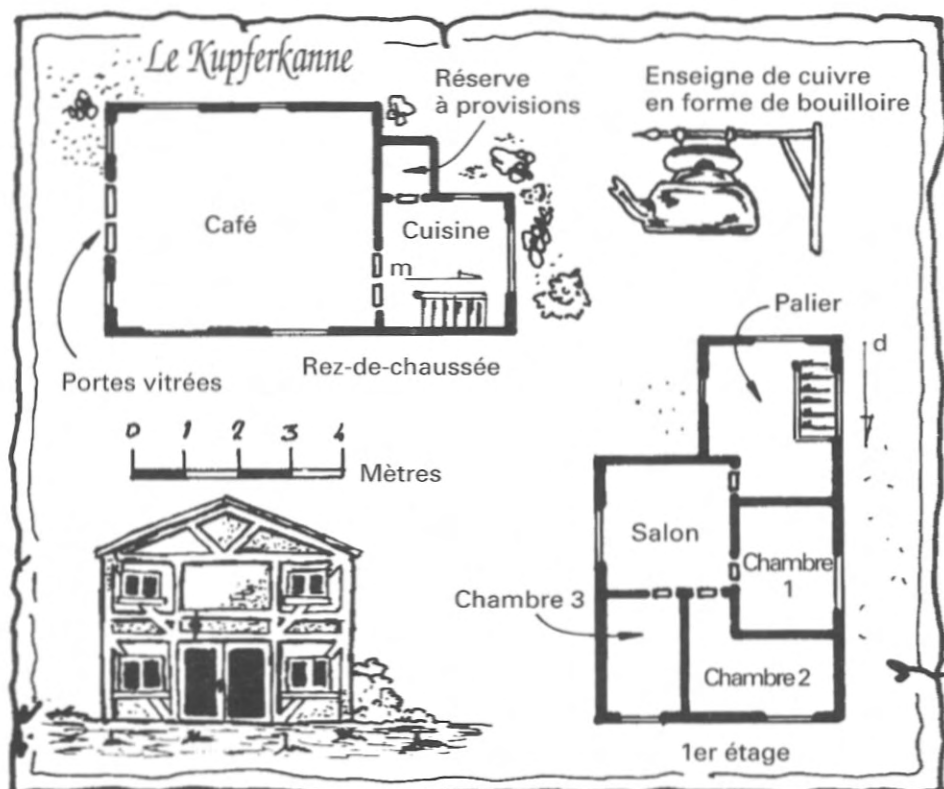 Le Kupferkanne
Réserve
à provisions
Enseigne de cuivre
en forme de bouilloire
Café
Cuisine
m
Portes vitrées
Rez-de-chaussée
Palier
d
0 1 2 3 4
Mètres
Salon
Chambre
1
Chambre 3
Chambre 2
1er étage